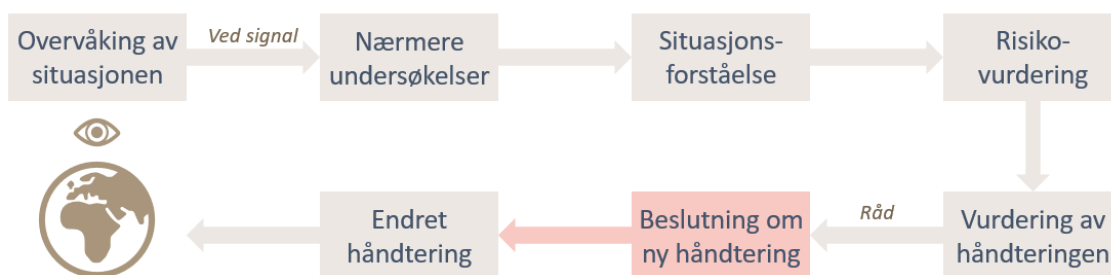 Overvåking av
situasjonen
Ved signal
Nærmere
undersøkelser
Situasjons-
forståelse
Risiko-
vurdering
Vurdering av
håndteringen
Råd
Beslutning om
ny håndtering
Endret
håndtering